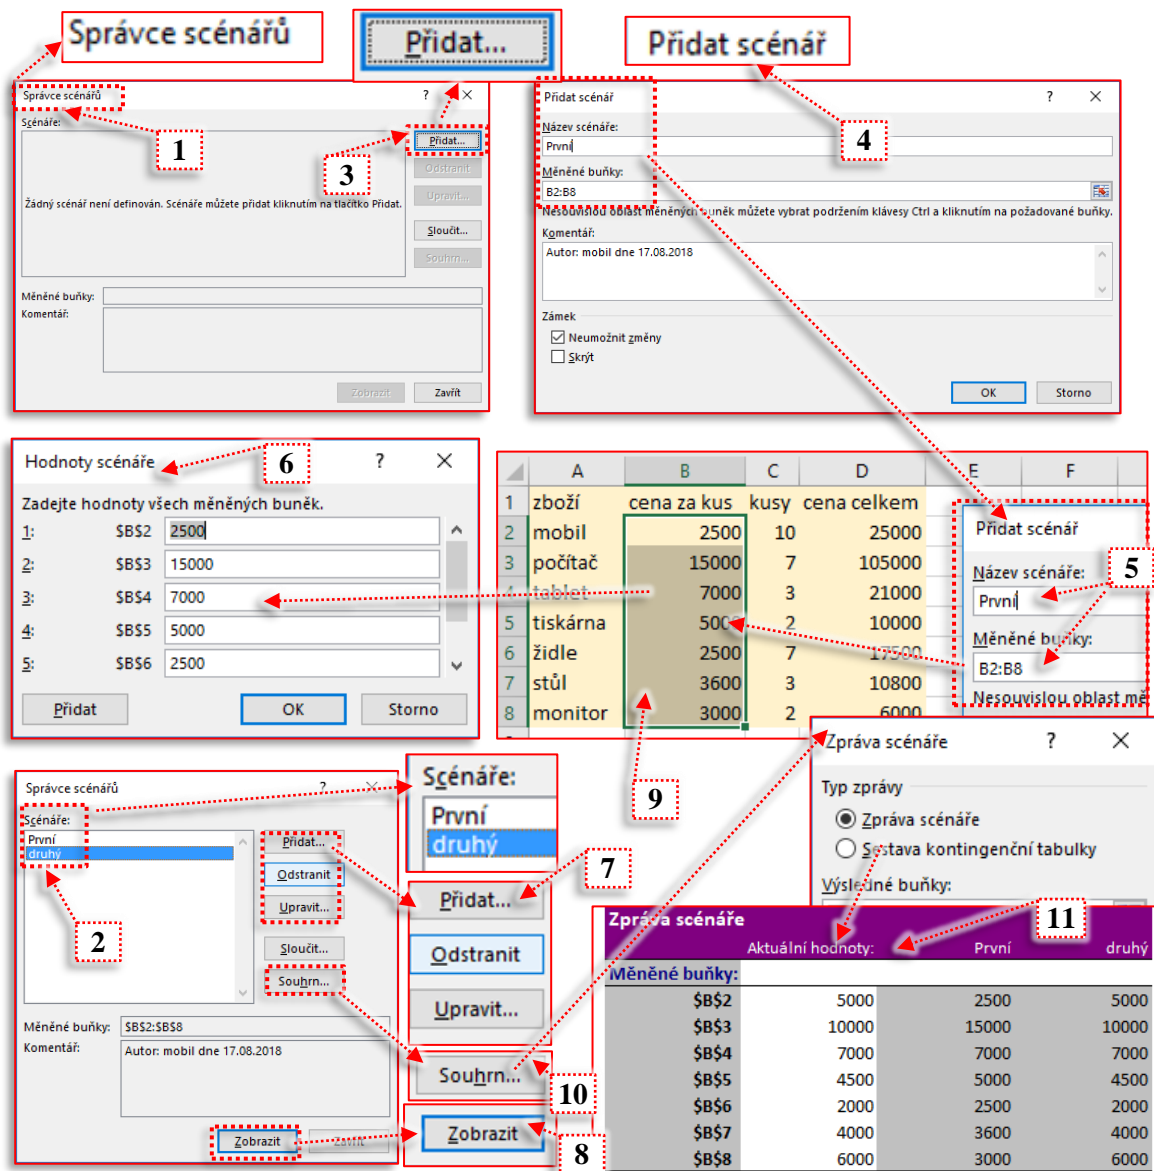 Správce scénářů
Přidat...
Přidat scénář
Správce scénářů ? ×
Scénáře:
1
3
Přidat...
Odstranit
Upravit...
Žádný scénář není definován. Scénáře můžete přidat kliknutím na tlačítko Přidat.
Sloučit...
Souhrn...
Měněné buňky:
Komentář:
Zobrazit Zavřít
Přidat scénář ? ×
4
Název scénáře:
První
Měněné buňky:
B2:B8
Nesouvislou oblast měněných buněk můžete vybrat podržením klávesy Ctrl a kliknutím na požadované buňky.
Komentář:
Autor: mobil dne 17.08.2018
Zámek
Neumožnit změny
Skrýt
OK Storno
Hodnoty scénáře 6 ? ×
Zadejte hodnoty všech měněných buněk.
1: $B$2 2500
2: $B$3 15000
3: $B$4 7000
4: $B$5 5000
5: $B$6 2500
Přidat OK Storno
A B C D E F
1 zboží cena za kus kusy cena celkem
2 mobil 2500 10 25000
3 počítač 15000 7 105000
4 tablet 7000 3 21000
5 tiskárna 5000 2 10000
6 židle 2500 7 17500
7 stůl 3600 3 10800
8 monitor 3000 2 6000
9
Přidat scénář
Název scénáře:
5
První
Měněné buňky:
B2:B8
Nesouvislou oblast mě
Správce scénářů ? ×
Scénáře:
První
druhý
2
Přidat...
Odstranit
Upravit...
Sloučit...
Souhrn...
Měněné buňky: $B$2:$B$8
Komentář: Autor: mobil dne 17.08.2018
Zobrazit Zavřít
Scénáře:
První
druhý
7
Přidat...
Odstranit
Upravit...
Souhrn...
10
Zobrazit
8
Zpráva scénáře ? ×
Typ zprávy
Zpráva scénáře
Sestava kontingenční tabulky
Výsledné buňky:
Zpráva scénáře
11
Aktuální hodnoty: První druhý
Měněné buňky:
$B$2 5000 2500 5000
$B$3 10000 15000 10000
$B$4 7000 7000 7000
$B$5 4500 5000 4500
$B$6 2000 2500 2000
$B$7 4000 3600 4000
$B$8 6000 3000 6000